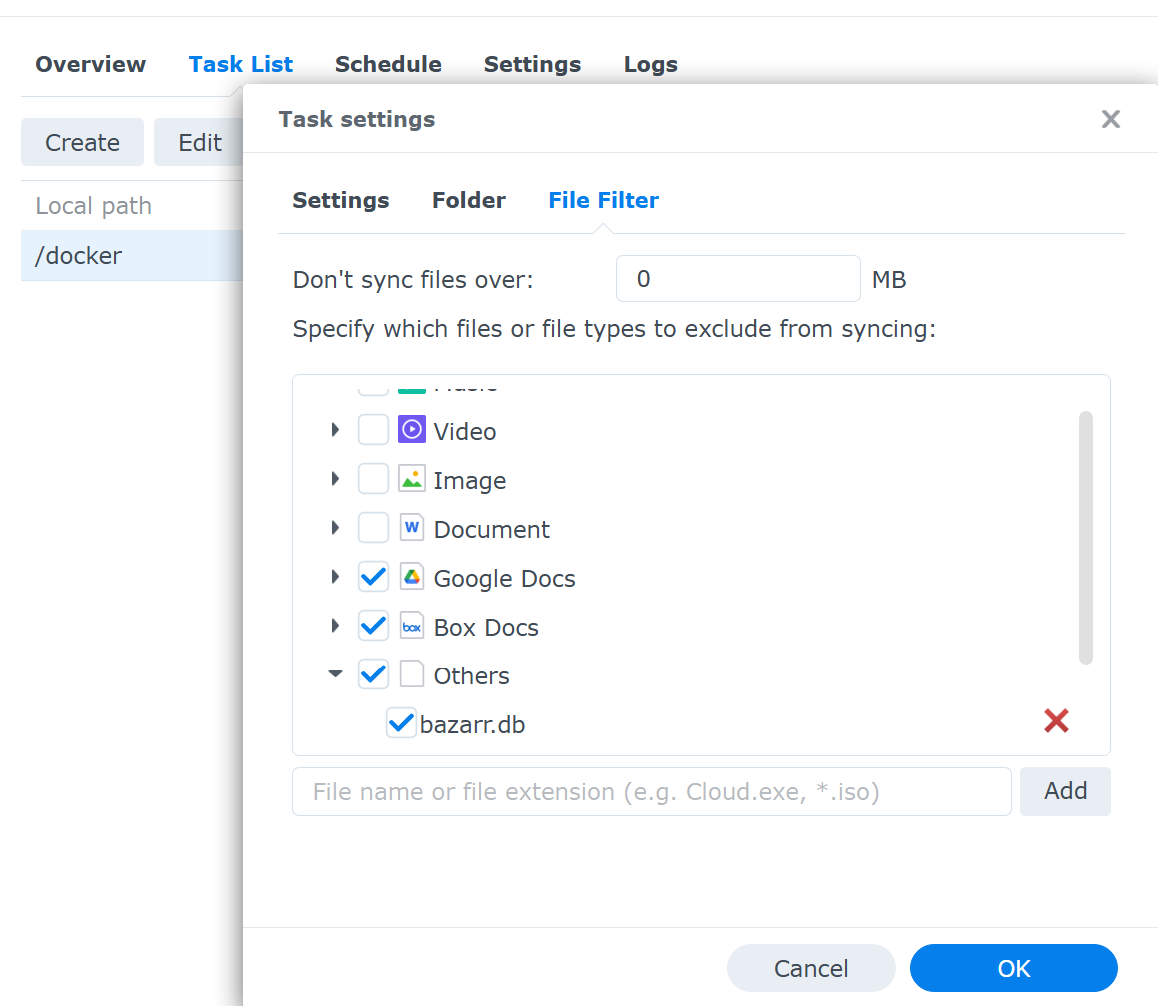 Overview Task List Schedule Settings Logs
Task settings
Create Edit
Settings Folder File Filter
Local path
/docker
Don't sync files over: 0 MB
Specify which files or file types to exclude from syncing:
Video
Image
W Document
Google Docs
box Box Docs
Others
bazarr.db
File name or file extension (e.g. Cloud.exe, *.iso) Add
Cancel OK